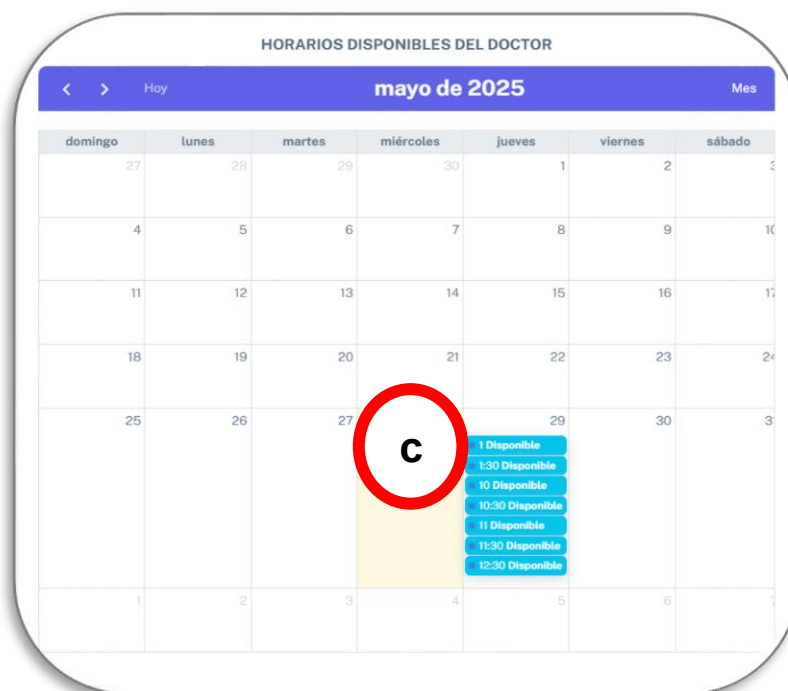 HORARIOS DISPONIBLES DEL DOCTOR
< > Hoy mayo de 2025 Mes
domingo lunes martes miércoles jueves viernes sábado
27 28 29 30 1 2
4 5 6 7 8 9 10
11 12 13 14 15 16 17
18 19 20 21 22 23 24
25 26 27 29 30
C
1 Disponible
1:30 Disponible
10 Disponible
10:30 Disponible
11 Disponible
11:30 Disponible
12:30 Disponible
1 2 3 4 5 6